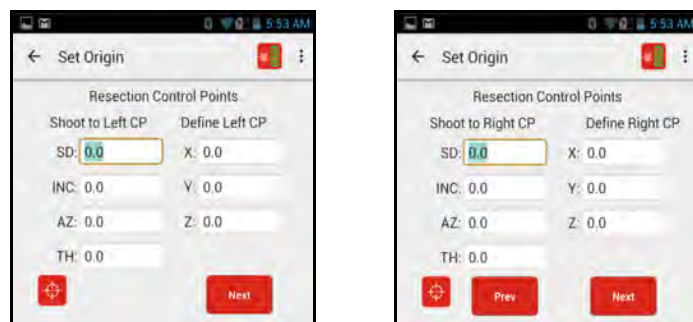 5:53 AM
Set Origin
Resection Control Points
Shoot to Left CP Define Left CP
SD: 0.0 X: 0.0
INC: 0.0 Y: 0.0
AZ: 0.0 Z: 0.0
TH: 0.0
Next
5:53 AM
Set Origin
Resection Control Points
Shoot to Right CP Define Right CP
SD: 0.0 X: 0.0
INC: 0.0 Y: 0.0
AZ: 0.0 Z: 0.0
TH: 0.0
Prev Next